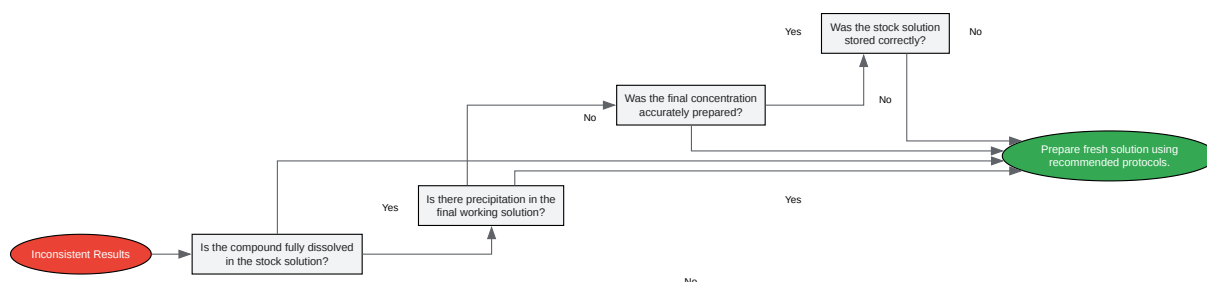 Was the stock solution
stored correctly?
Yes
No
Was the final concentration
accurately prepared?
No
No
Prepare fresh solution using
recommended protocols.
Is there precipitation in the
final working solution?
Yes
Yes
Inconsistent Results
Is the compound fully dissolved
in the stock solution?
No